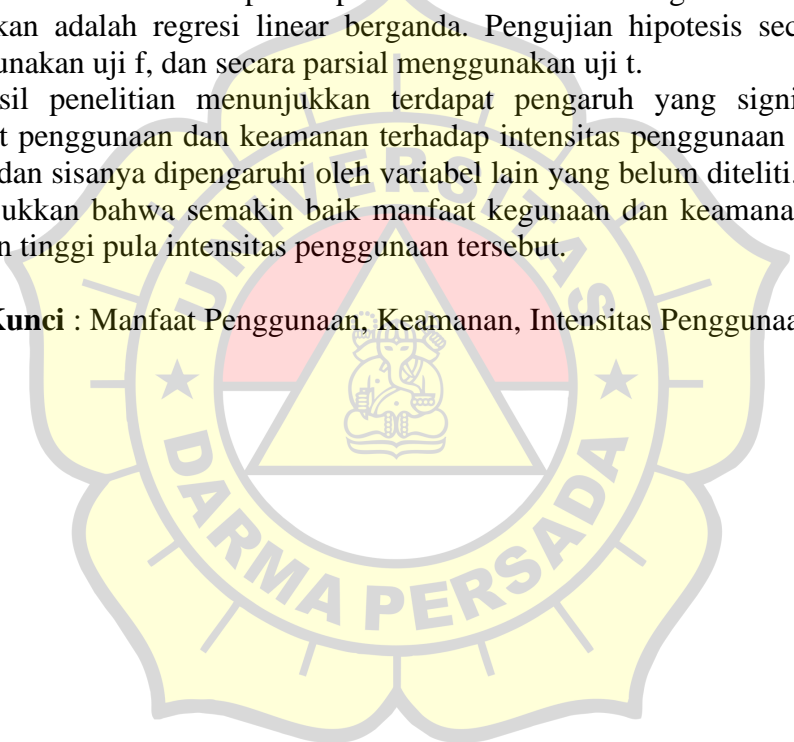 kan adalah regresi linear berganda. Pengujian hipotesis sec
unakan uji f, dan secara parsial menggunakan uji t.
sil penelitian menunjukkan terdapat pengaruh yang signi
t penggunaan dan keamanan terhadap intensitas penggunaan
dan sisanya dipengaruhi oleh variabel lain yang belum diteliti.
ukkan bahwa semakin baik manfaat kegunaan dan keamana
n tinggi pula intensitas penggunaan tersebut.
Kunci : Manfaat Penggunaan, Keamanan, Intensitas Penggunaa
UNIVERSITAS
DARMA PERSADA